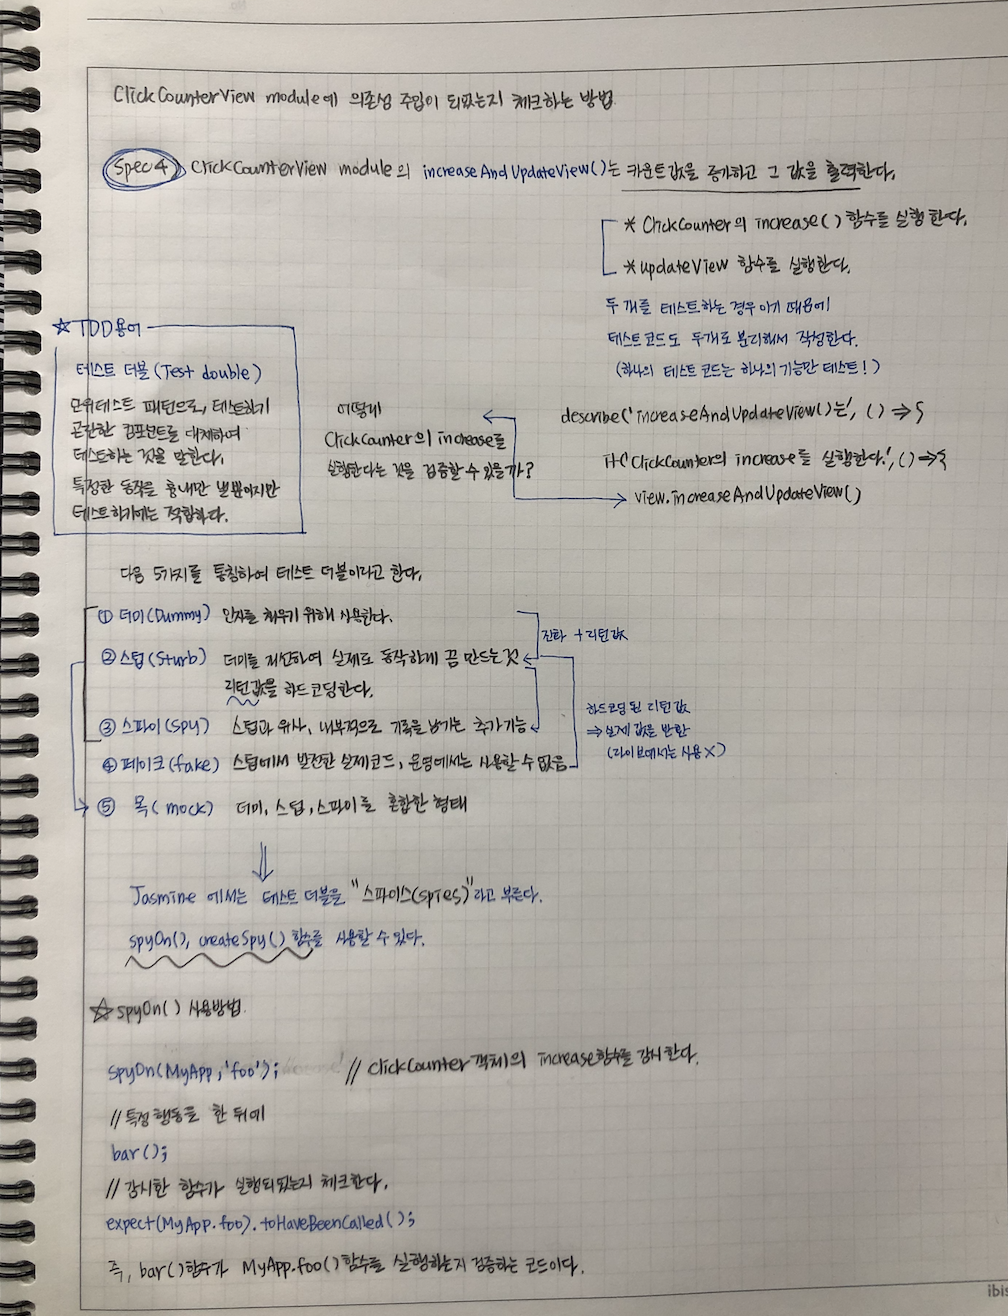 ClickCounterView module에 의존성 주입이 되었는지 체크하는 방법
Spec4 ClickCounterView module의 increaseAndUpdateView()는 카운트값을 증가하고 그 값을 출력한다.
* ClickCounter의 increase() 함수를 실행한다.
* updateView 함수를 실행한다.
두 개를 테스트하는 경우이기 때문에
테스트코드도 두개로 분리해서 작성한다.
(하나의 테스트 코드는 하나의 기능만 테스트!)
☆TDD용어
테스트 더블(Test double)
단위테스트 패턴으로, 테스트하기
곤란한 컴포넌트를 대체하여
테스트하는 것을 말한다.
특정한 동작을 흉내만 낼뿐이지만
테스트하기에는 적합하다.
어떻게
ClickCounter의 increase를
실행한다는 것을 검증할 수 있을까?
describe('increaseAndUpdateView()는', () => {
it('ClickCounter의 increase를 실행한다.', () => {
view.increaseAndUpdateView()
다음 5가지를 통칭하여 테스트 더블이라고 한다.
① 더미(Dummy) 인자를 채우기 위해 사용한다.
② 스텁(Sturb) 더미를 개선하여 실제로 동작하게 끔 만드는 것
리턴값을 하드코딩한다.
③ 스파이(Spy) 스텁과 유사, 내부적으로 기록을 남기는 추가기능
④ 페이크(fake) 스텁에서 발전한 실제코드, 운영에서는 사용할 수 없음
⑤ 목(mock) 더미, 스텁, 스파이를 혼합한 형태
진화 +리턴값
하드코딩 된 리턴값
⇒ 실제 값을 반환
(라이브에서는 사용 X)
Jasmine 에서는 테스트 더블을 "스파이스(spies)"라고 부른다.
spyOn(), createSpy() 함수를 사용할 수 있다.
☆ spyOn() 사용방법
spyOn(MyApp, 'foo'); // ClickCounter 객체의 increase함수를 감시한다.
// 특정 행동을 한 뒤에
bar();
// 감시한 함수가 실행되었는지 체크한다.
expect(MyApp.foo).toHaveBeenCalled();
즉, bar()함수가 MyApp.foo()함수를 실행하는지 검증하는 코드이다.